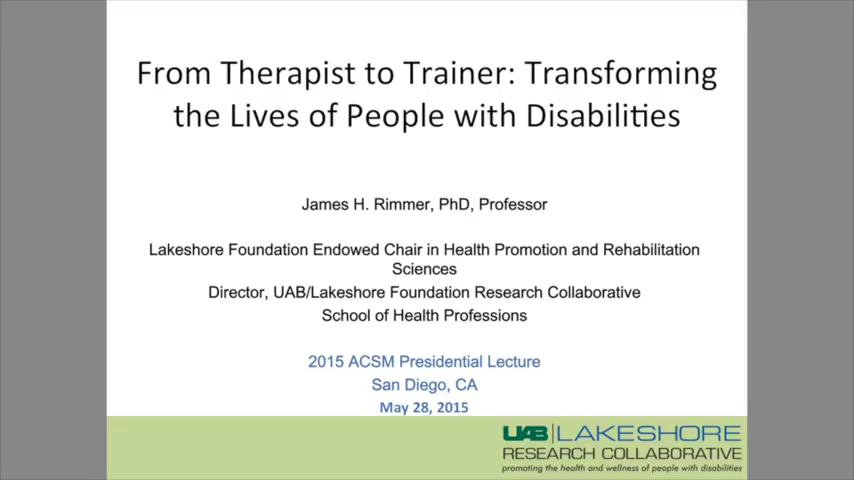 From Therapist to Trainer: Transforming
the Lives of People with Disabilities
James H. Rimmer, PhD, Professor
Lakeshore Foundation Endowed Chair in Health Promotion and Rehabilitation
Sciences
Director, UAB/Lakeshore Foundation Research Collaborative
School of Health Professions
2015 ACSM Presidential Lecture
San Diego, CA
May 28, 2015
UAB LAKESHORE
RESEARCH COLLABORATIVE
promoting the health and wellness of people with disabilities